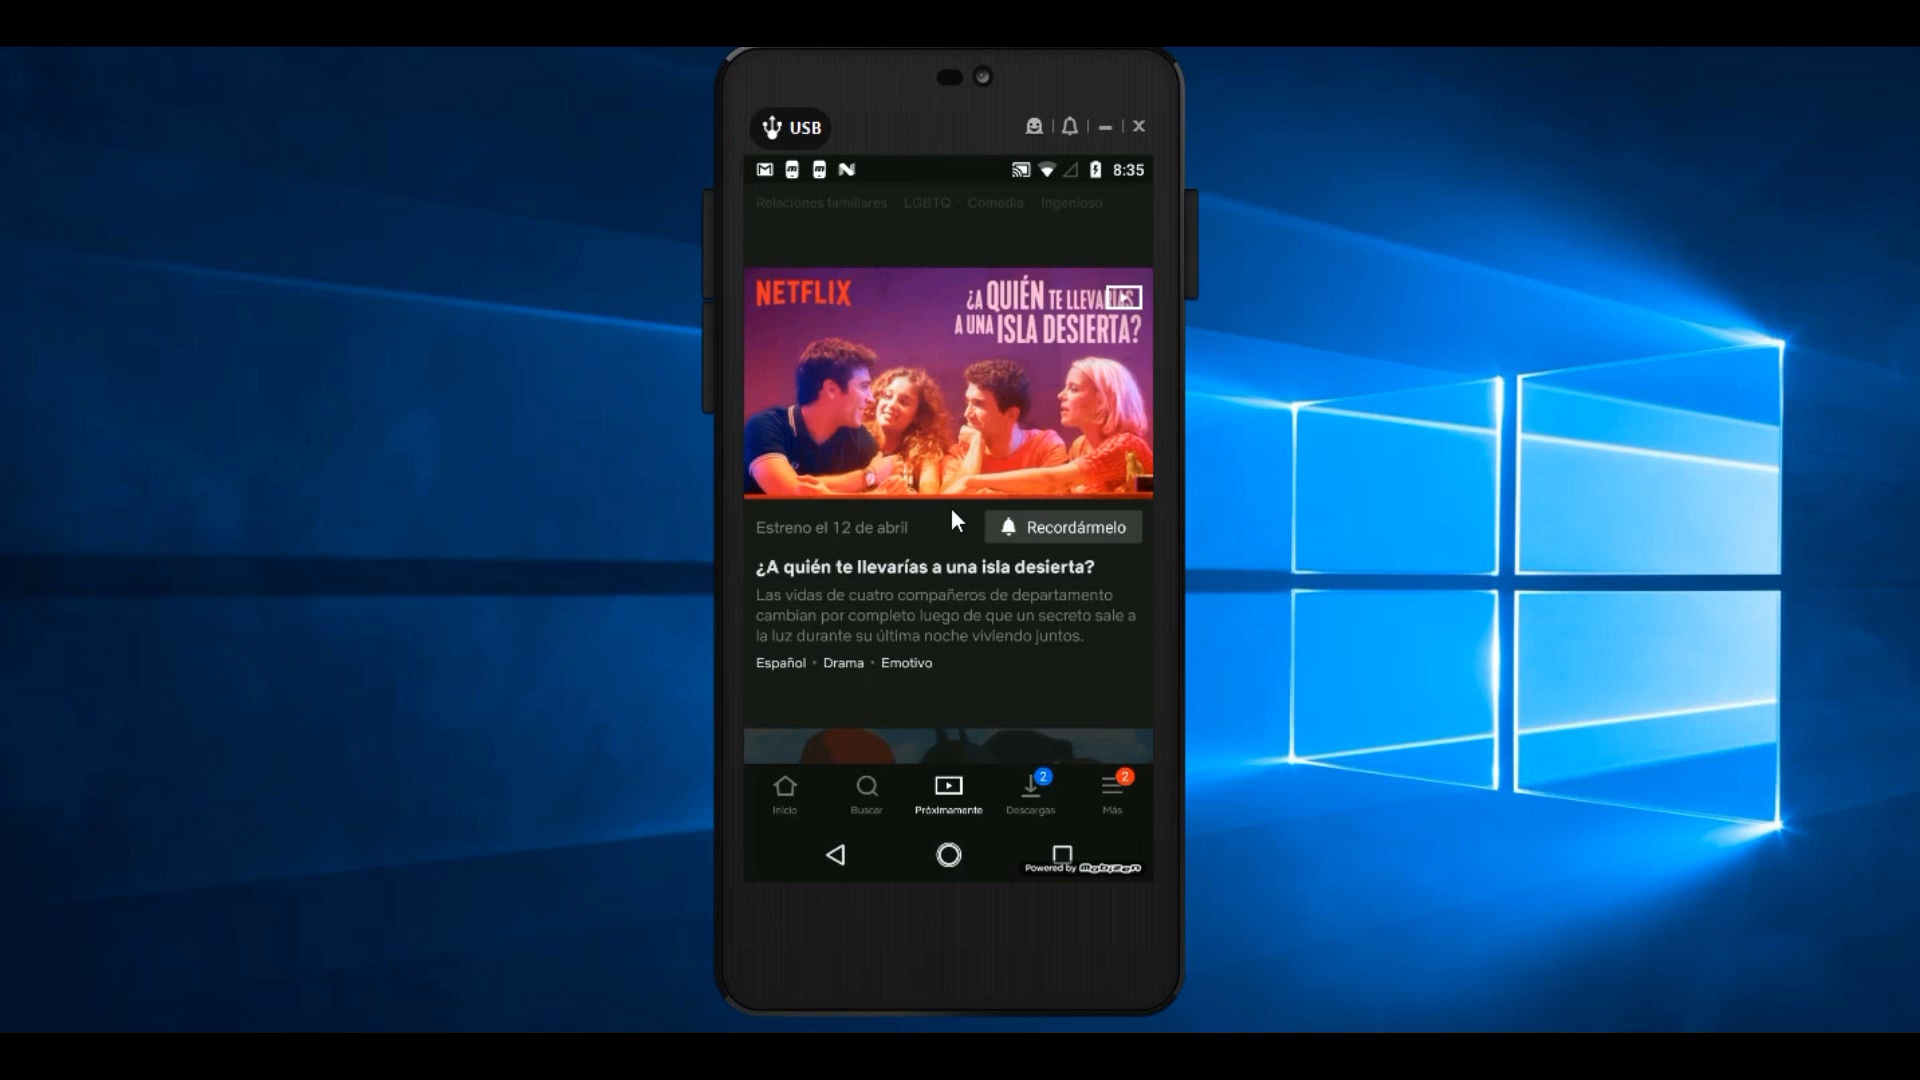 USB
8:35
Relaciones familiares · LGBTQ · Comedia · Ingenioso
NETFLIX
¿A QUIÉN TE LLEVARÍAS
A UNA ISLA DESIERTA?
Estreno el 12 de abril
Recordármelo
¿A quién te llevarías a una isla desierta?
Las vidas de cuatro compañeros de departamento
cambian por completo luego de que un secreto sale a
la luz durante su última noche viviendo juntos.
Español • Drama • Emotivo
2
2
Inicio
Buscar
Próximamente
Descargas
Más
Powered by mobizen